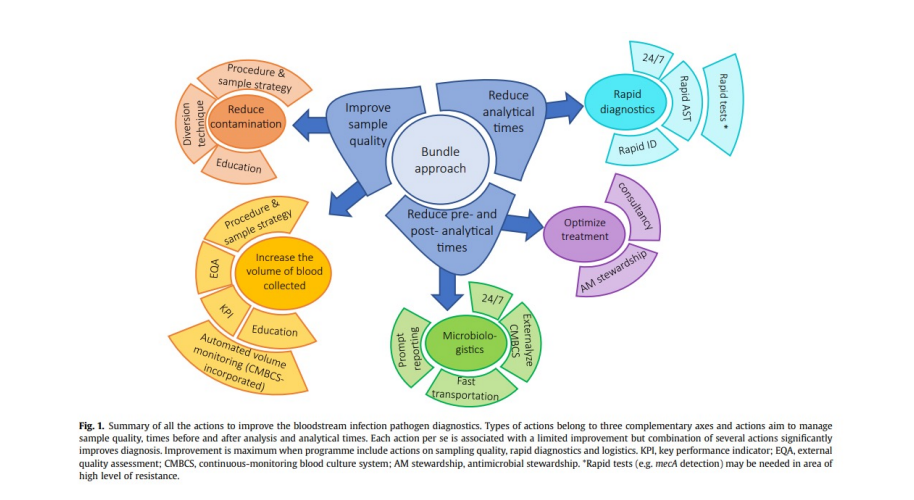 Procedure &
sample strategy
Diversion
technique
Reduce
contamination
Education
Improve
sample
quality
Reduce
analytical
times
Bundle
approach
Reduce pre- and
post- analytical
times
24/7
Rapid
diagnostics
Rapid AST
Rapid tests *
Rapid ID
consultancy
Optimize
treatment
AM stewardship
Procedure &
sample strategy
EQA
Increase the
volume of blood
collected
KPI
Education
Automated volume
monitoring (CMBCS-
incorporated)
24/7
Prompt
reporting
Microbiolo-
gistics
Externalyze
CMBCS
Fast
transportation
Fig. 1. Summary of all the actions to improve the bloodstream infection pathogen diagnostics. Types of actions belong to three complementary axes and actions aim to manage
sample quality, times before and after analysis and analytical times. Each action per se is associated with a limited improvement but combination of several actions significantly
improves diagnosis. Improvement is maximum when programme include actions on sampling quality, rapid diagnostics and logistics. KPI, key performance indicator; EQA, external
quality assessment; CMBCS, continuous-monitoring blood culture system; AM stewardship, antimicrobial stewardship. *Rapid tests (e.g. mecA detection) may be needed in area of
high level of resistance.